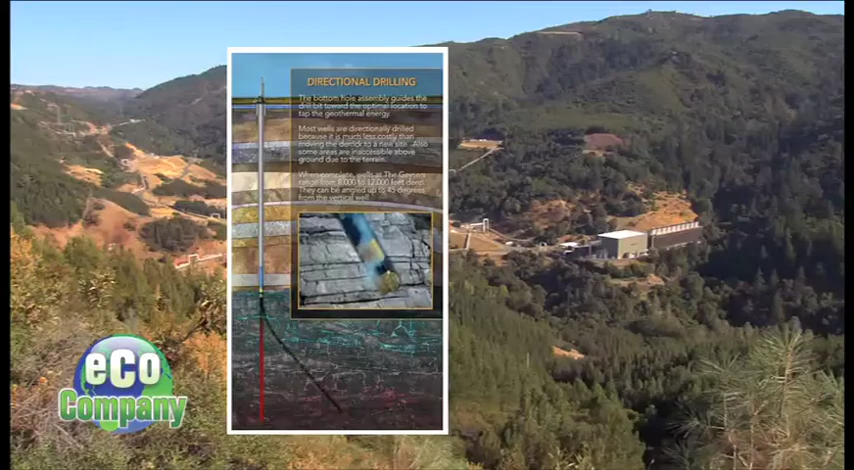 DIRECTIONAL DRILLING
The bottom hole assembly guides the
drill bit toward the optimal location to
tap the geothermal energy.
Most wells are directionally drilled
because it is much less costly than
moving the derrick to a new site. Also
some areas are inaccessible above
ground due to the terrain.
When complete, wells at The Geysers
range from 8,000 to 12,000 feet deep.
They can be angled up to 45 degrees
from the vertical well.
eCO
Company